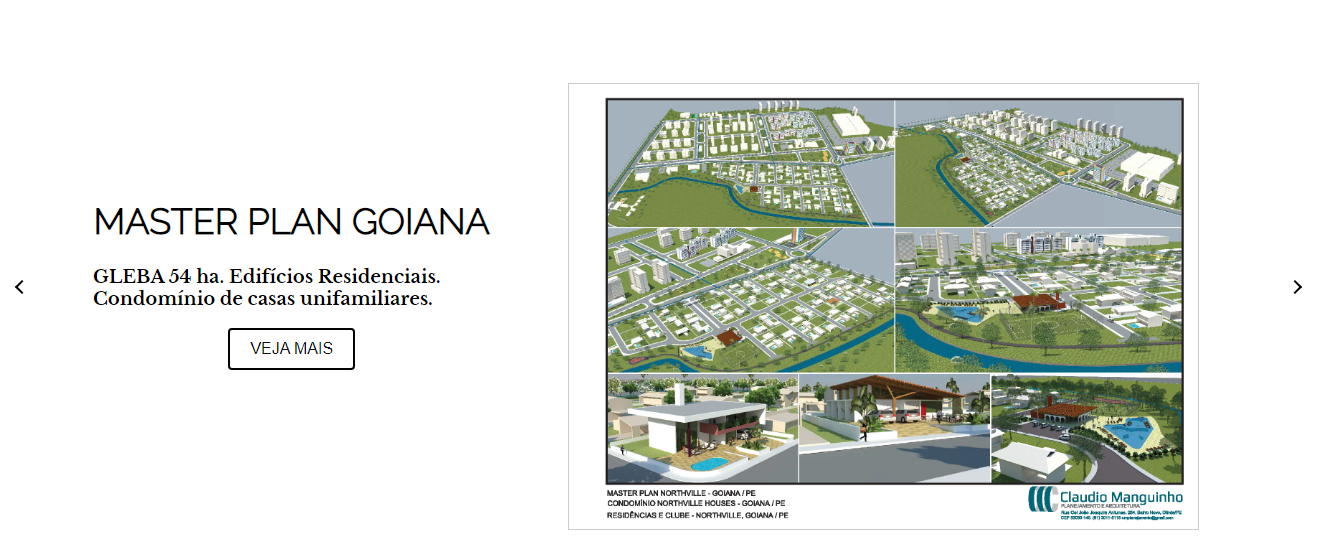 MASTER PLAN GOIANA
GLEBA 54 ha. Edifícios Residenciais.
Condomínio de casas unifamiliares.
VEJA MAIS
MASTER PLAN NORTHVILLE - GOIANA / PE
CONDOMÍNIO NORTHVILLE HOUSES - GOIANA / PE
RESIDÊNCIAS E CLUBE - NORTHVILLE, GOIANA / PE
Claudio Manguinho
PLANEJAMENTO E ARQUITETURA